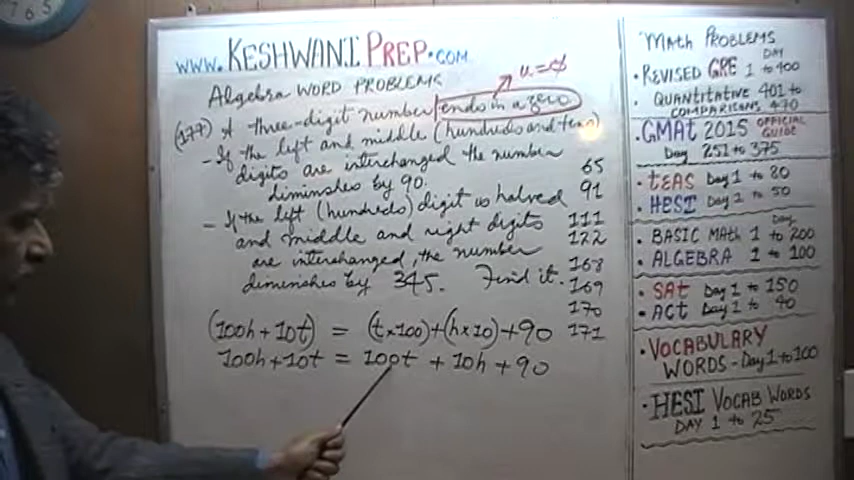 765
www.KESHWANIPREP.com
Algebra WORD PROBLEMS
u=0
(177) A three-digit number ends in a zero
- If the left and middle (hundreds and tens)
digits are interchanged the number
diminshes by 90.
- If the left (hundreds) digit is halved
and middle and right digits
are interchanged, the number
diminshes by 345. Find it.
65
91
111
122
168
169
170
171
(100h + 10t) = (t×100)+(h×10)+90
100h+10t = 100t + 10h +90
Math PROBLEMS
• REVISED GRE DAY 1 to 400
• QUANTITATIVE 401 to
COMPARISONS 470
• GMAT 2015 OFFICIAL GUIDE
Day 251 to 375
• TEAS Day 1 to 80
• HESI Day 1 to 50
DAY
• BASIC MATH 1 to 200
• ALGEBRA 1 to 100
• SAT Day 1 to 150
• ACT Day 1 to 40
• VOCABULARY
WORDS - Day 1 to 100
• HESI VOCAB WORDS
DAY 1 to 25